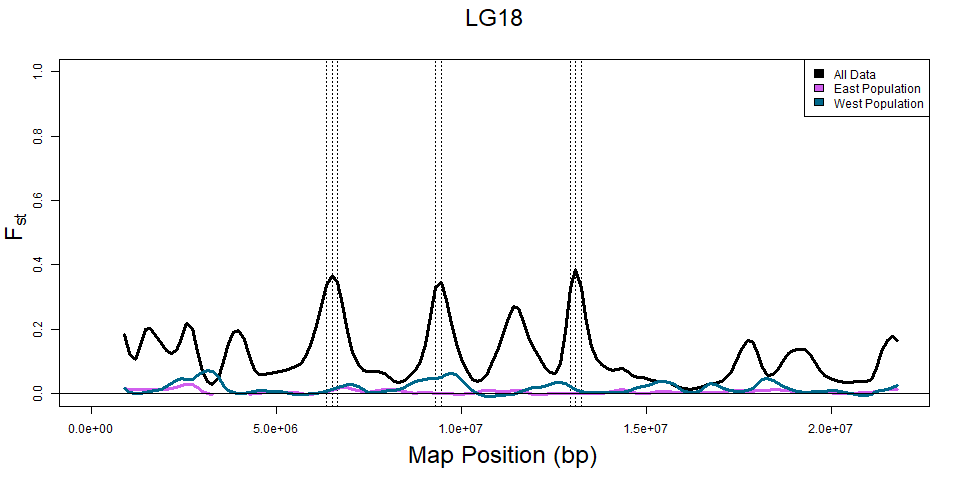 LG18
All Data
East Population
West Population
1.0
0.8
0.6
0.4
0.2
0.0
Fst
0.0e+00 5.0e+06 1.0e+07 1.5e+07 2.0e+07
Map Position (bp)